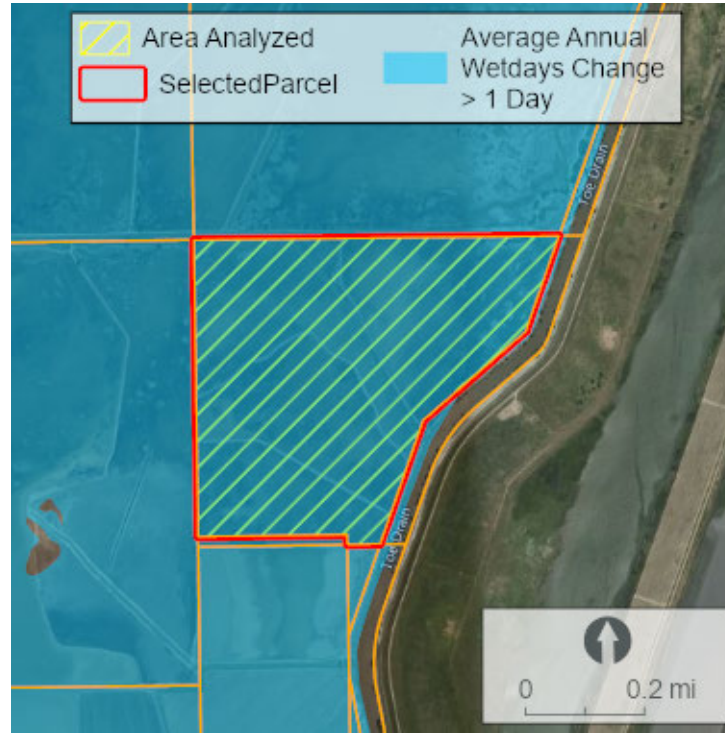 Area Analyzed
SelectedParcel
Average Annual
Wetdays Change
> 1 Day
Toe Drain
Toe Drain
0 0.2 mi